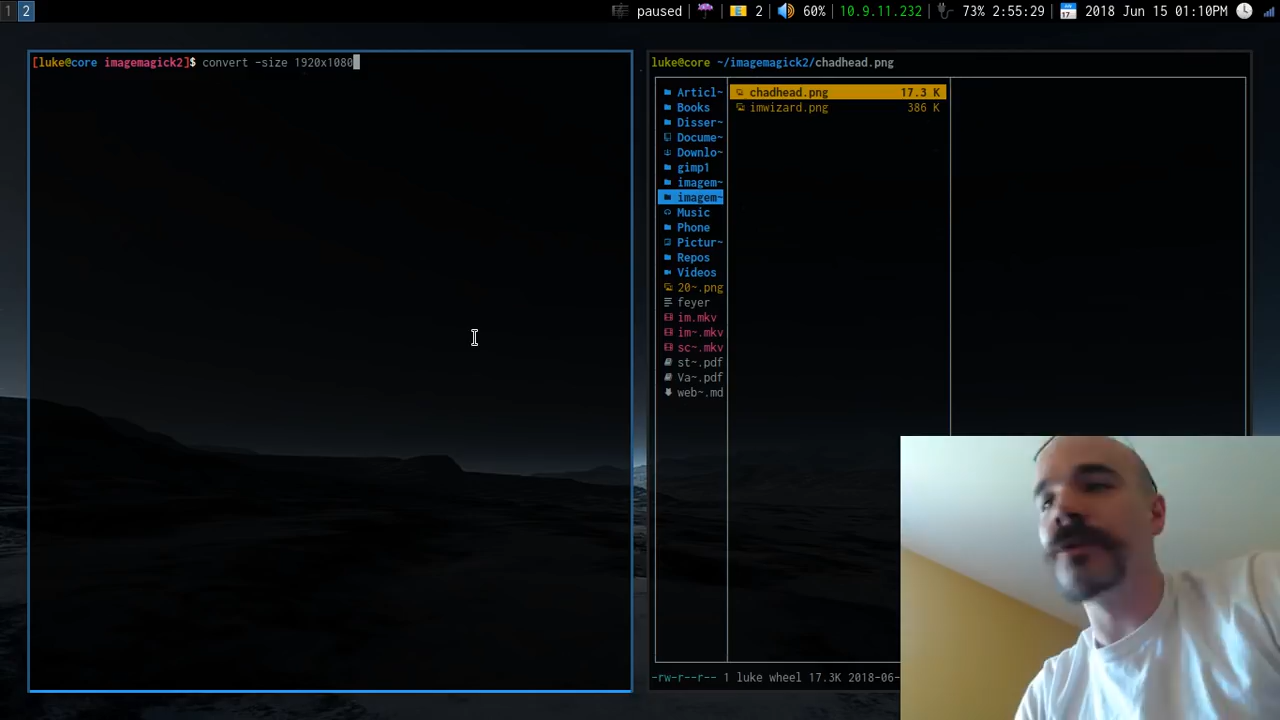 1 2 paused 2 60% 10.9.11.232 73% 2:55:29 17 2018 Jun 15 01:10PM
[luke@core imagemagick2]$ convert -size 1920x1080
luke@core ~/imagemagick2/chadhead.png
Articl~
Books
Disser~
Docume~
Downlo~
gimp1
imagem~
imagem~
Music
Phone
Pictur~
Repos
Videos
20~.png
feyer
im.mkv
im~.mkv
sc~.mkv
st~.pdf
Va~.pdf
web~.md
chadhead.png 17.3 K
imwizard.png 386 K
-rw-r--r-- 1 luke wheel 17.3K 2018-06-